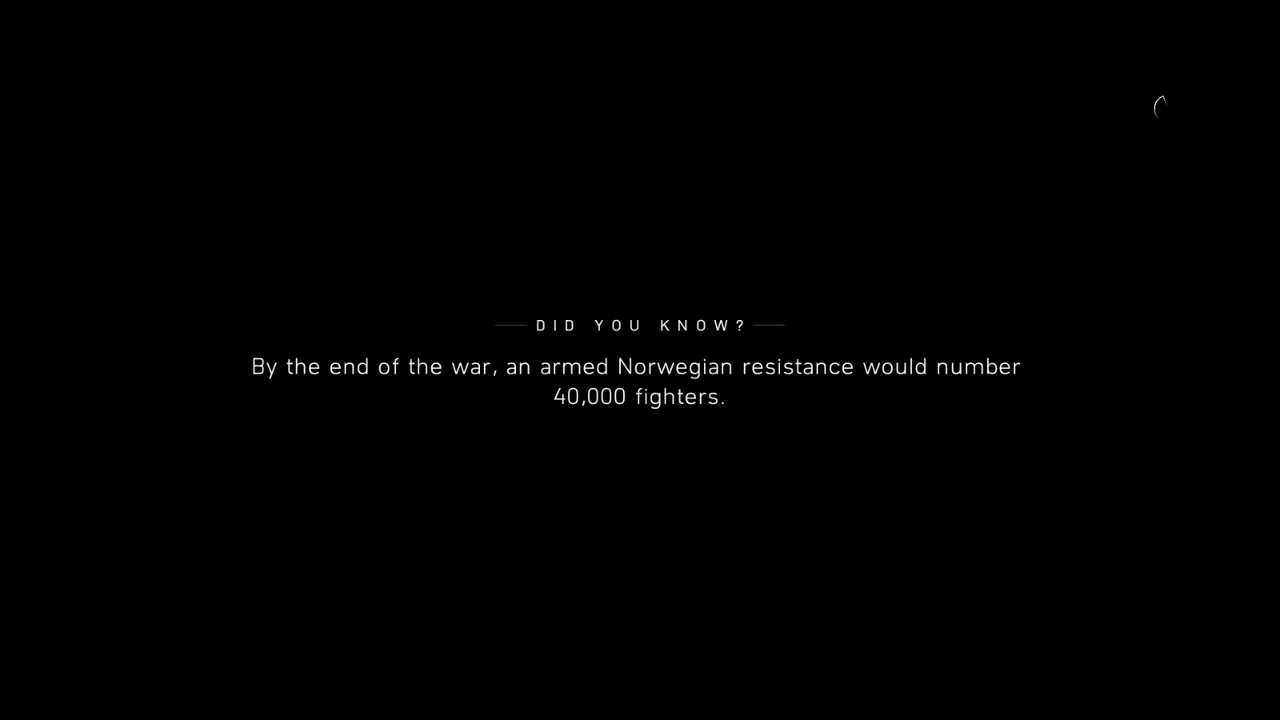 DID YOU KNOW?
By the end of the war, an armed Norwegian resistance would number
40,000 fighters.